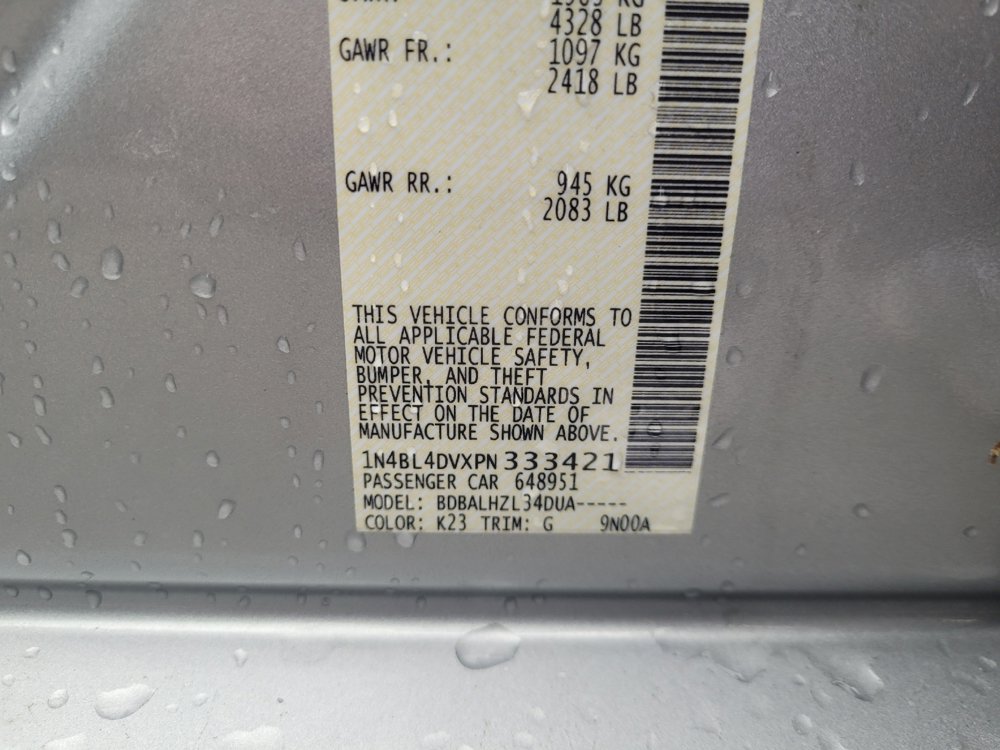 4328 LB
GAWR FR.: 1097 KG
2418 LB
GAWR RR.: 945 KG
2083 LB
THIS VEHICLE CONFORMS TO
ALL APPLICABLE FEDERAL
MOTOR VEHICLE SAFETY,
BUMPER, AND THEFT
PREVENTION STANDARDS IN
EFFECT ON THE DATE OF
MANUFACTURE SHOWN ABOVE.
1N4BL4DVXPN333421
PASSENGER CAR 648951
MODEL: BDBALHZL34DUA-----
COLOR: K23 TRIM: G 9N00A